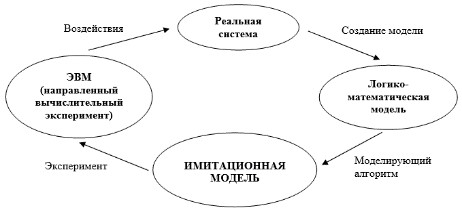 Воздействия
Реальная
система
Создание модели
ЭВМ
(направленный
вычислительный
эксперимент)
Логико-
математическая
модель
Эксперимент
ИМИТАЦИОННАЯ
МОДЕЛЬ
Моделирующий
алгоритм